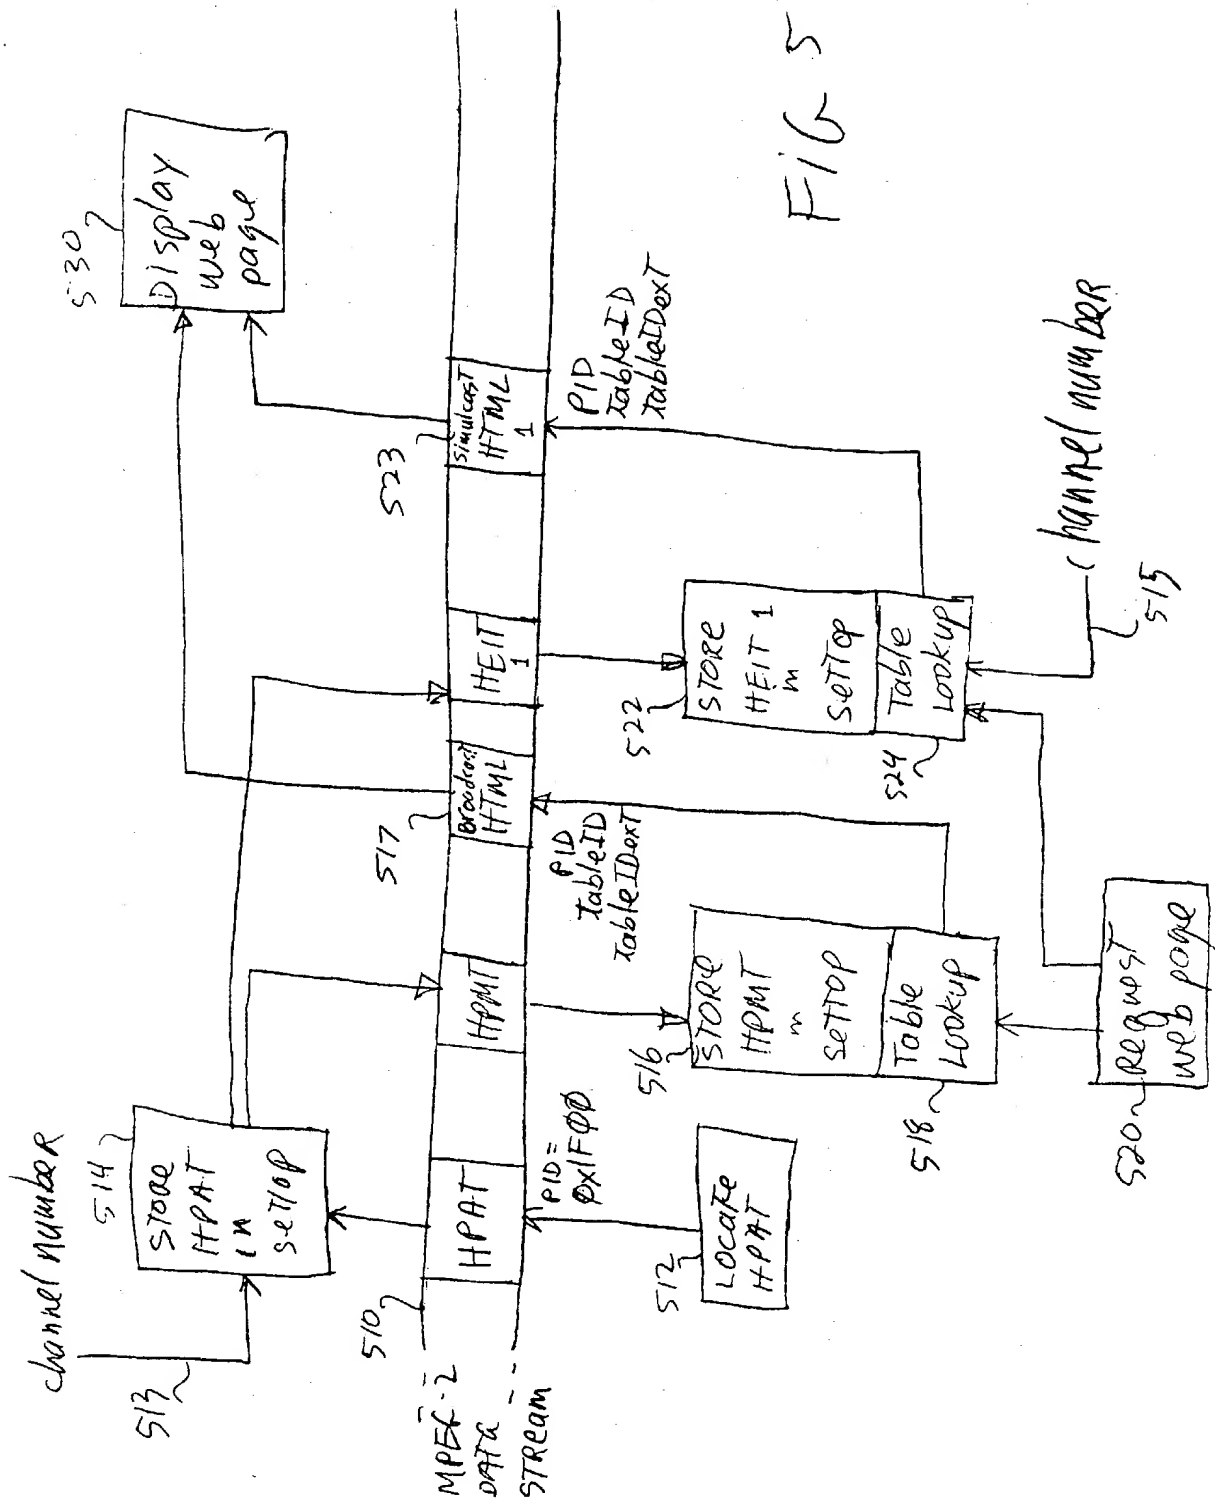 channel number
513
514
STORE
HPAT
in
setTop
530
Display
web
page
MPEG-2
DATA
STREAM
510
HPAT
HPMT
517
Broadcast
HTML
HEIT
1
523
Simulcast
HTML
1
PID=
0x1F00
512
LOCATE
HPAT
PID
tableID
tableIDexT
516
STORE
HPMT
in
SETTOP
Table
LOOKUP
518
522
STORE
HEIT 1
in
SETTOP
Table
LOOKUP
524
PID
tableID
tableIDexT
520
Request
web page
channel number
515
FIG 5